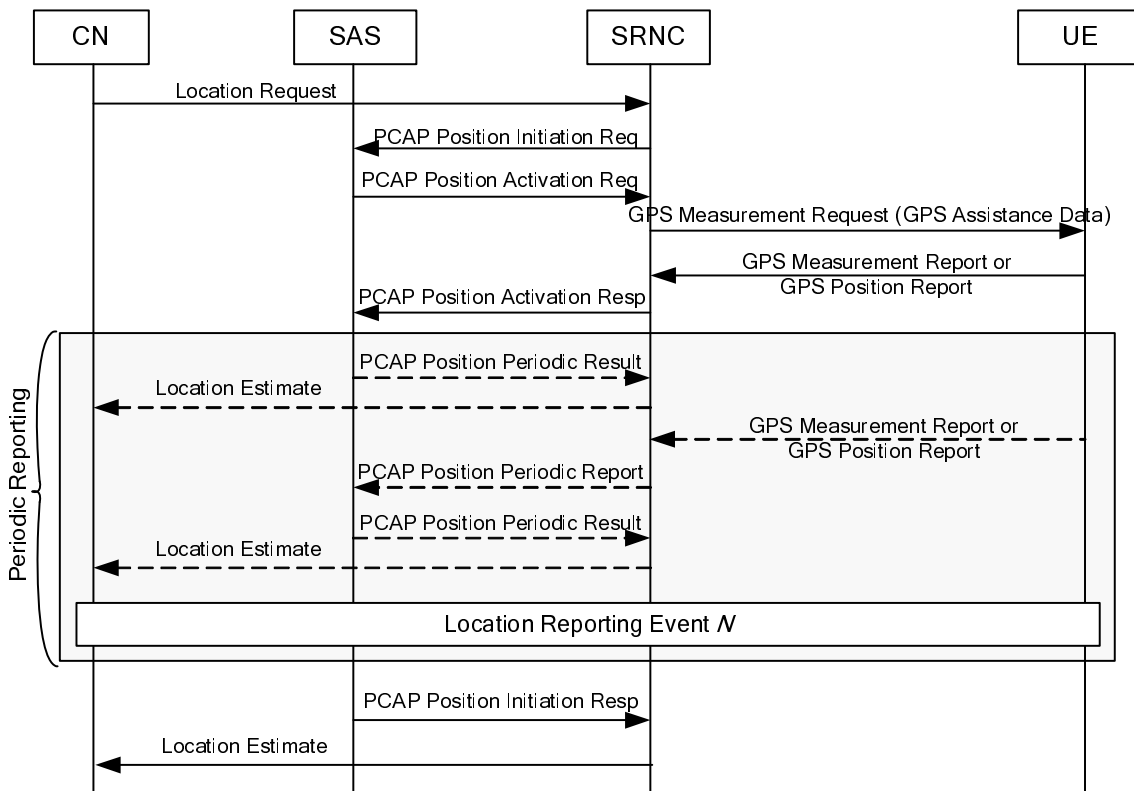 CN
SAS
SRNC
UE
Location Request
PCAP Position Initiation Req
PCAP Position Activation Req
GPS Measurement Request (GPS Assistance Data)
GPS Measurement Report or
GPS Position Report
PCAP Position Activation Resp
Periodic Reporting
PCAP Position Periodic Result
Location Estimate
GPS Measurement Report or
GPS Position Report
PCAP Position Periodic Report
PCAP Position Periodic Result
Location Estimate
Location Reporting Event N
PCAP Position Initiation Resp
Location Estimate